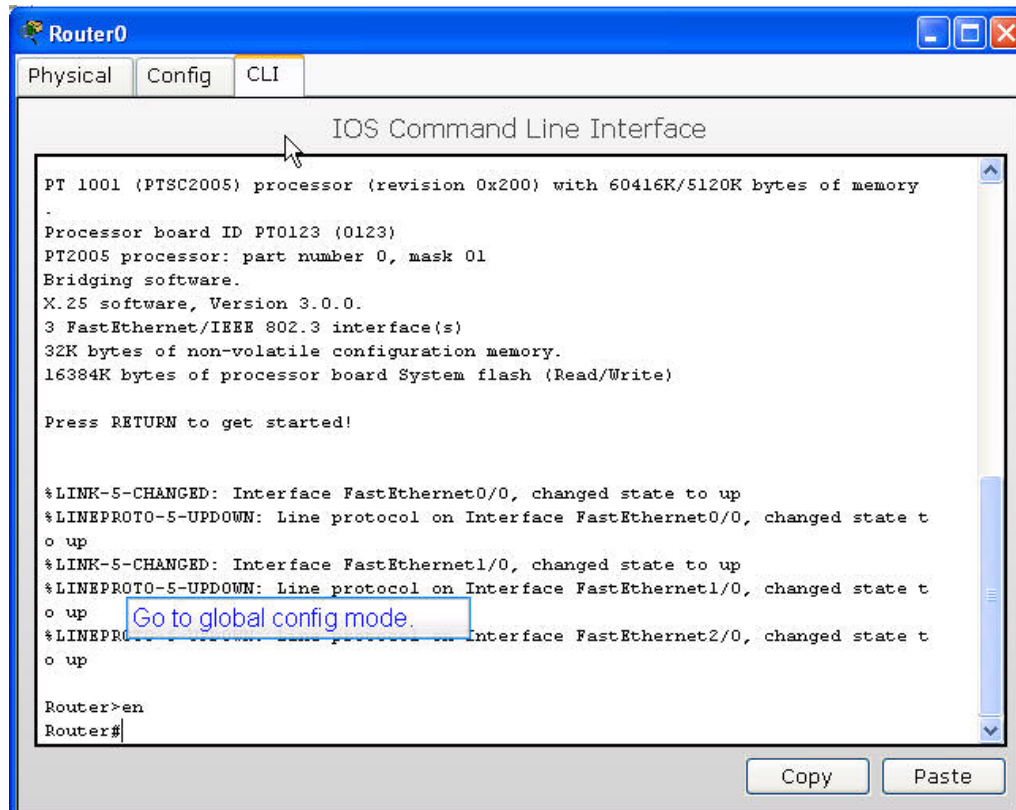 Router0
Physical
Config
CLI
IOS Command Line Interface
PT 1001 (PTSC2005) processor (revision 0x200) with 60416K/5120K bytes of memory
.
Processor board ID PT0123 (0123)
PT2005 processor: part number 0, mask 01
Bridging software.
X.25 software, Version 3.0.0.
3 FastEthernet/IEEE 802.3 interface(s)
32K bytes of non-volatile configuration memory.
16384K bytes of processor board System flash (Read/Write)
Press RETURN to get started!
%LINK-5-CHANGED: Interface FastEthernet0/0, changed state to up
%LINEPROTO-5-UPDOWN: Line protocol on Interface FastEthernet0/0, changed state t
o up
%LINK-5-CHANGED: Interface FastEthernet1/0, changed state to up
%LINEPROTO-5-UPDOWN: Line protocol on Interface FastEthernet1/0, changed state t
o up
Go to global config mode.
Interface FastEthernet2/0, changed state t
o up
Router>en
Router#
Copy
Paste